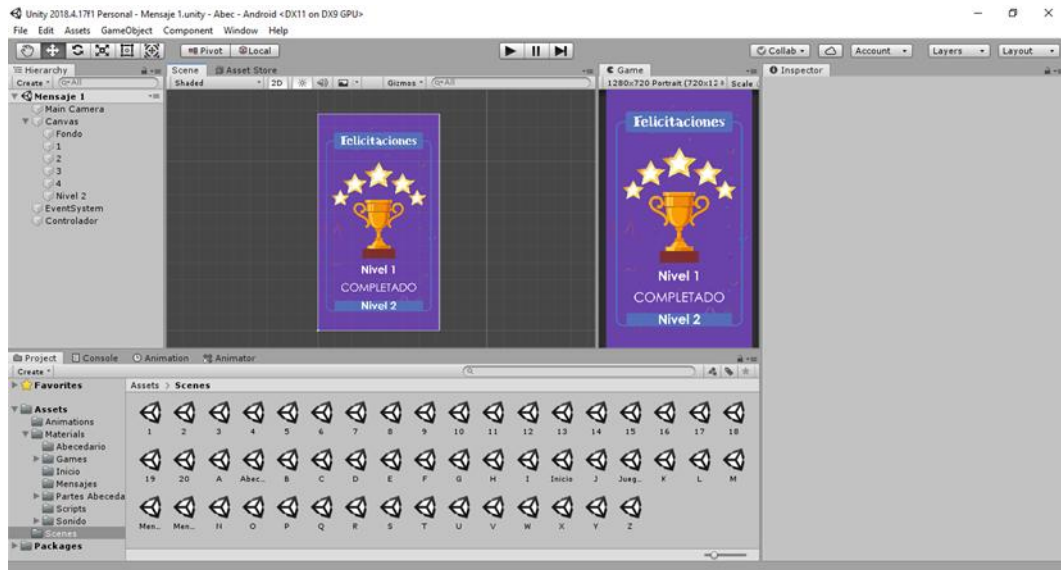 Unity 2018.4.17f1 Personal - Mensaje 1.unity - Abec - Android <DX11 on DX9 GPU>
File Edit Assets GameObject Component Window Help
Pivot Local Collab Account Layers Layout
Hierarchy
Create All
Mensaje 1
Main Camera
Canvas
Fondo
1
2
3
4
Nivel 2
EventSystem
Controlador
Scene Asset Store
Shaded 2D Gizmos All
Felicitaciones
Nivel 1
COMPLETADO
Nivel 2
Game
1280x720 Portrait (720x12 Scale
Felicitaciones
Nivel 1
COMPLETADO
Nivel 2
Inspector
Project Console Animation Animator
Create
Favorites
Assets
Animations
Materials
Abecedario
Games
Inicio
Mensajes
Partes Abeceda
Scripts
Sonido
Scenes
Packages
Assets > Scenes
1 2 3 4 5 6 7 8 9 10 11 12 13 14 15 16 17 18
19 20 A Abec... B C D E F G H I Inicio J Jueg... K L M
Men... Men... N O P Q R S T U V W X Y Z